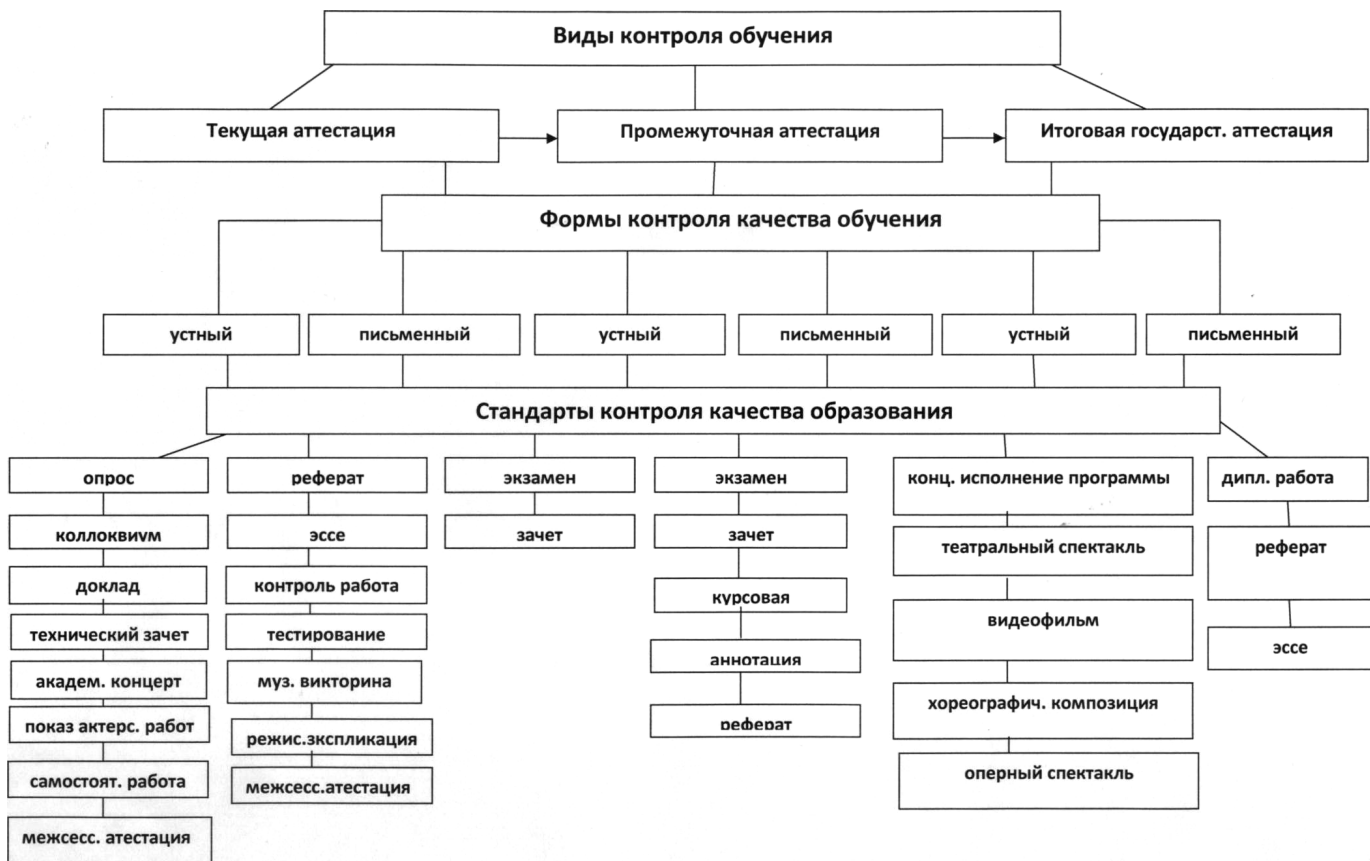 Виды контроля обучения
Текущая аттестация
Промежуточная аттестация
Итоговая государст. аттестация
Формы контроля качества обучения
устный
письменный
устный
письменный
устный
письменный
Стандарты контроля качества образования
опрос
коллоквиум
доклад
технический зачет
академ. концерт
показ актерс. работ
самостоят. работа
межсесс. атестация
реферат
эссе
контроль работа
тестирование
муз. викторина
режис.зкспликация
межсесс.атестация
экзамен
зачет
экзамен
зачет
курсовая
аннотация
реферат
конц. исполнение программы
театральный спектакль
видеофильм
хореографич. композиция
оперный спектакль
дипл. работа
реферат
эссе